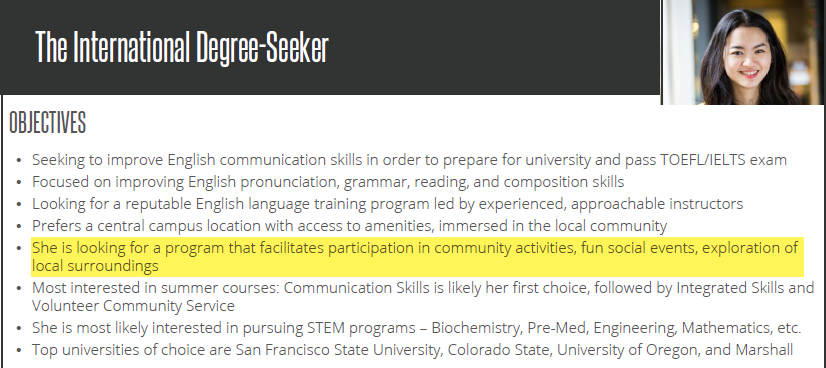 The International Degree-Seeker
OBJECTIVES
• Seeking to improve English communication skills in order to prepare for university and pass TOEFL/IELTS exam
• Focused on improving English pronunciation, grammar, reading, and composition skills
• Looking for a reputable English language training program led by experienced, approachable instructors
• Prefers a central campus location with access to amenities, immersed in the local community
• She is looking for a program that facilitates participation in community activities, fun social events, exploration of
local surroundings
• Most interested in summer courses: Communication Skills is likely her first choice, followed by Integrated Skills and
Volunteer Community Service
• She is most likely interested in pursuing STEM programs – Biochemistry, Pre-Med, Engineering, Mathematics, etc.
• Top universities of choice are San Francisco State University, Colorado State, University of Oregon, and Marshall